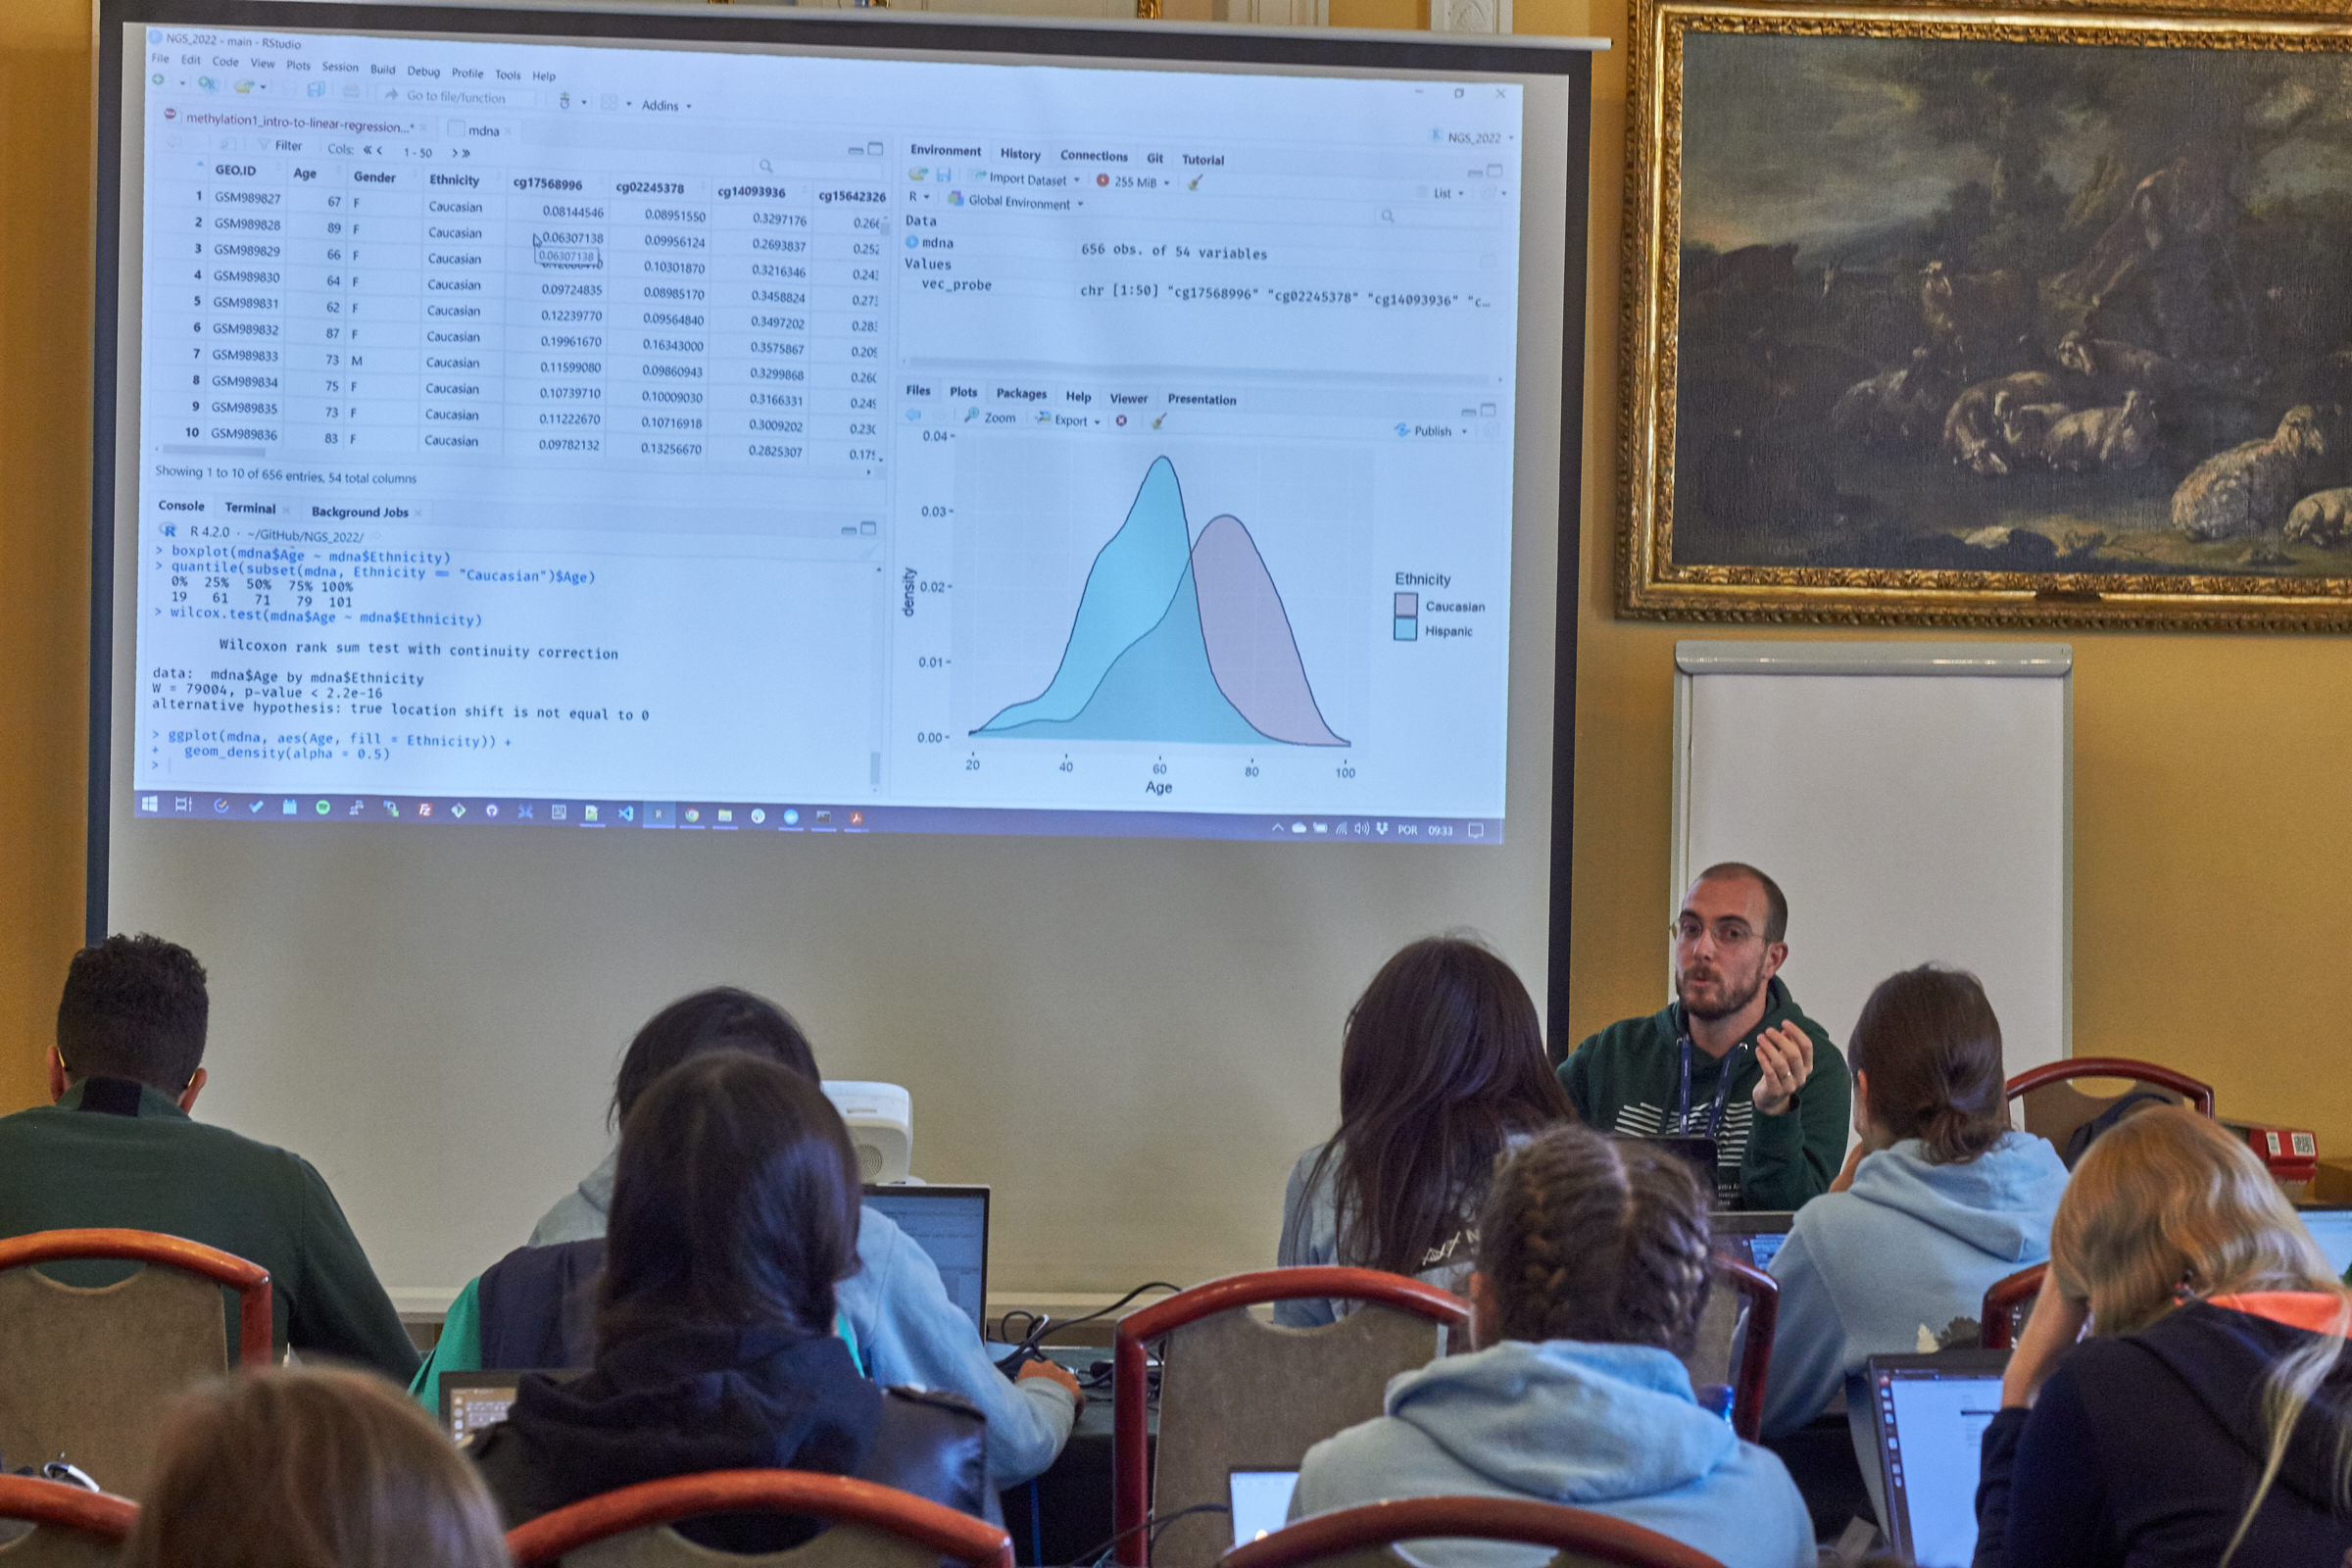 NGS_2022 - main - RStudio
File Edit Code View Plots Session Build Debug Profile Tools Help
Go to file/function Addins
NGS_2022
methylation1_intro-to-linear-regression...* mdna
Filter Cols: 1 - 50
GEO.ID Age Gender Ethnicity cg17568996 cg02245378 cg14093936 cg15642326
1 GSM989827 67 F Caucasian 0.08144546 0.08951550 0.3297176
2 GSM989828 89 F Caucasian 0.06307138 0.09956124 0.2693837
0.06307138
3 GSM989829 66 F Caucasian 0.10301870 0.3216346
4 GSM989830 64 F Caucasian 0.09724835 0.08985170 0.3458824
5 GSM989831 62 F Caucasian 0.12239770 0.09564840 0.3497202
6 GSM989832 87 F Caucasian 0.19961670 0.16343000 0.3575867
7 GSM989833 73 M Caucasian 0.11599080 0.09860943 0.3299868
8 GSM989834 75 F Caucasian 0.10739710 0.10009030 0.3166331
9 GSM989835 73 F Caucasian 0.11222670 0.10716918 0.3009202
10 GSM989836 83 F Caucasian 0.09782132 0.13256670 0.2825307
Showing 1 to 10 of 656 entries, 54 total columns
Console Terminal Background Jobs
R 4.2.0 · ~/GitHub/NGS_2022/
> boxplot(mdna$Age ~ mdna$Ethnicity)
> quantile(subset(mdna, Ethnicity == "Caucasian")$Age)
0% 25% 50% 75% 100%
19 61 71 79 101
> wilcox.test(mdna$Age ~ mdna$Ethnicity)
Wilcoxon rank sum test with continuity correction
data: mdna$Age by mdna$Ethnicity
W = 79004, p-value < 2.2e-16
alternative hypothesis: true location shift is not equal to 0
> ggplot(mdna, aes(Age, fill = Ethnicity)) +
+ geom_density(alpha = 0.5)
>
Environment History Connections Git Tutorial
Import Dataset 255 MiB List
R Global Environment
Data
mdna 656 obs. of 54 variables
Values
vec_probe chr [1:50] "cg17568996" "cg02245378" "cg14093936" "c…
Files Plots Packages Help Viewer Presentation
Zoom Export Publish
0.04
0.03
0.02
0.01
0.00
density
20 40 60 80 100
Age
Ethnicity
Caucasian
Hispanic
POR 09:33